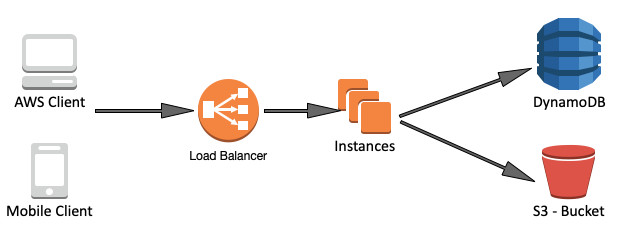 AWS Client
Mobile Client
Load Balancer
Instances
DynamoDB
S3 - Bucket